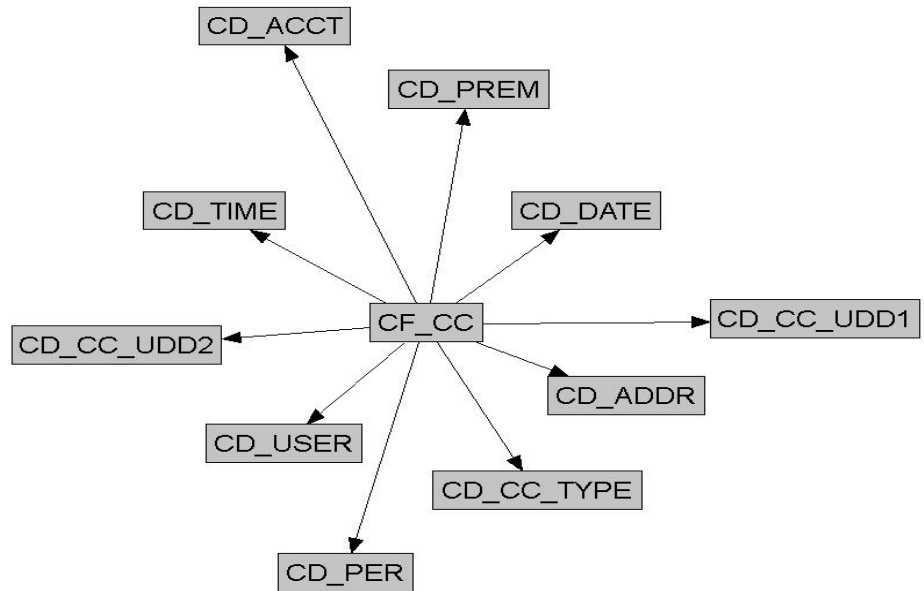 CD_ACCT
CD_PREM
CD_TIME
CD_DATE
CF_CC
CD_CC_UDD1
CD_CC_UDD2
CD_ADDR
CD_USER
CD_CC_TYPE
CD_PER